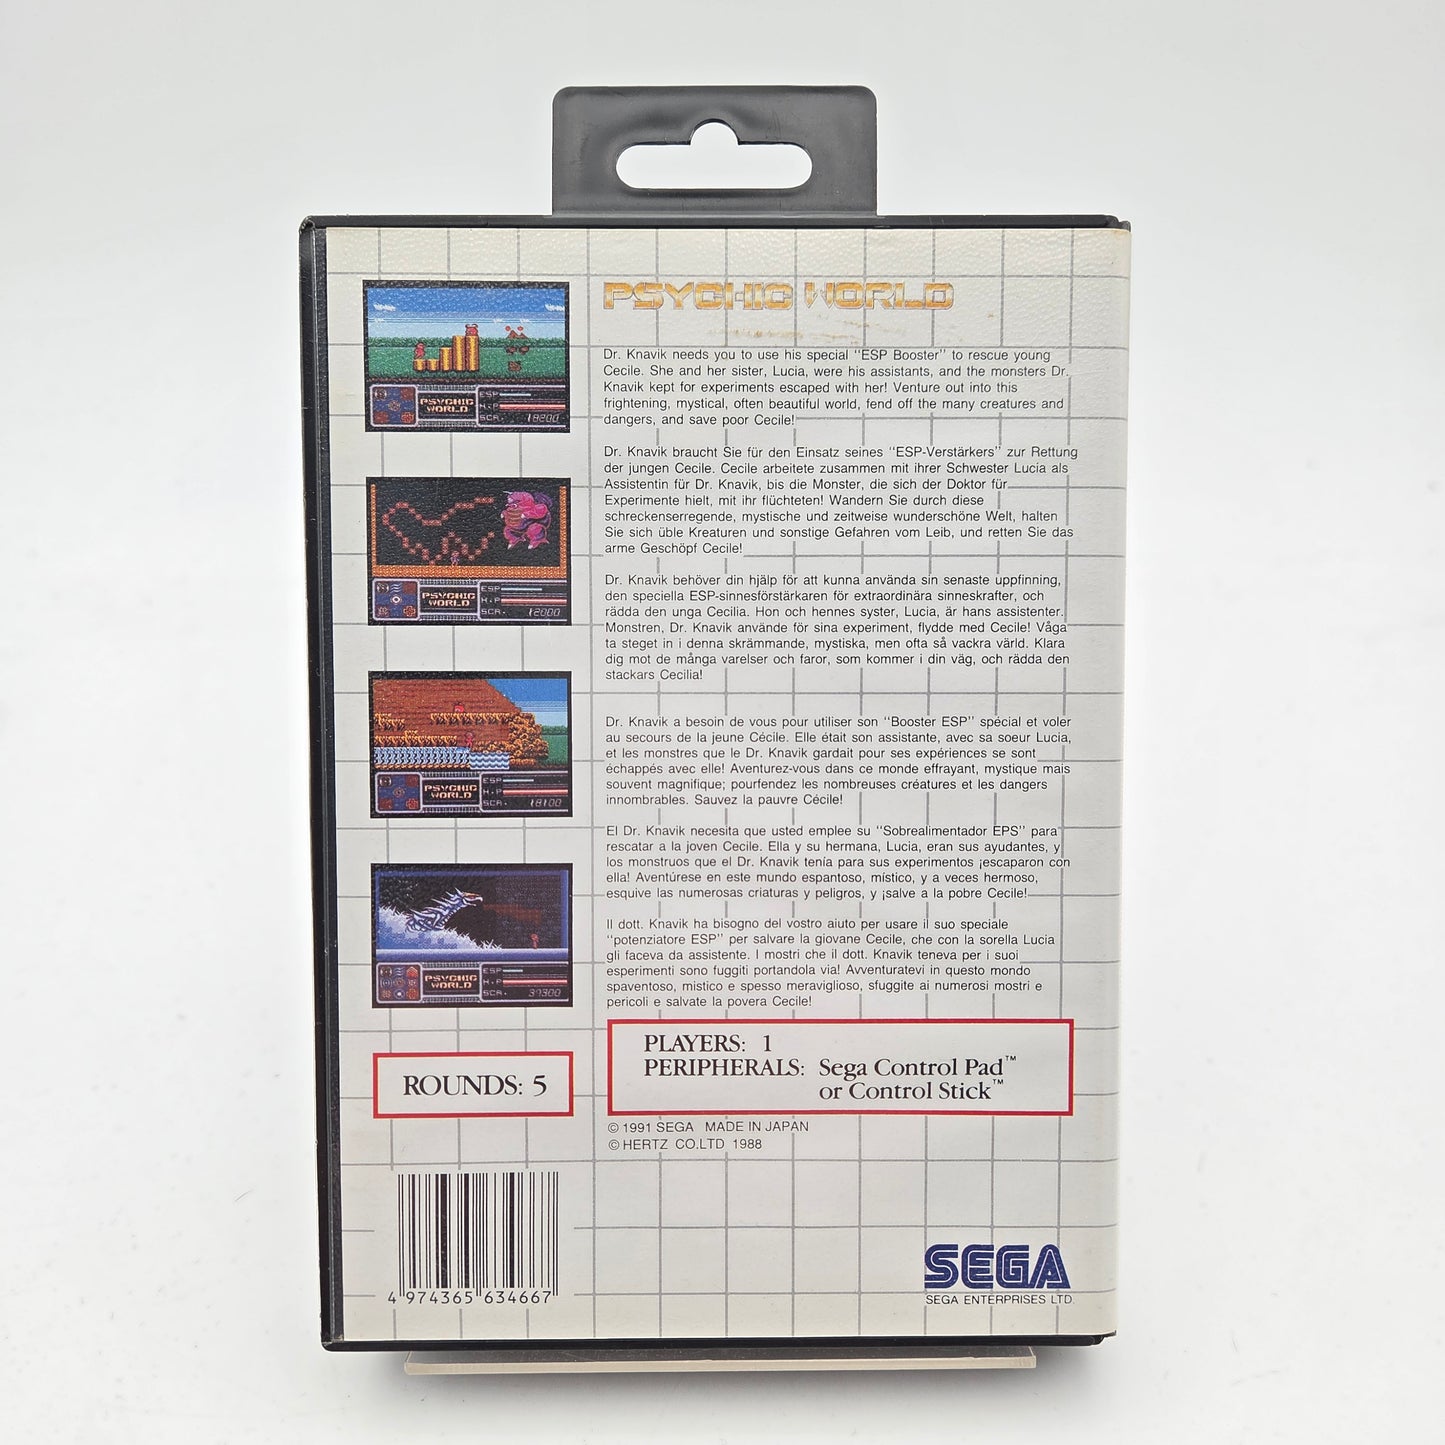 PSYCHIC WORLD
Dr. Knavik needs you to use his special "ESP Booster" to rescue young
Cecile. She and her sister, Lucia, were his assistants, and the monsters Dr.
Knavik kept for experiments escaped with her! Venture out into this
frightening, mystical, often beautiful world, fend off the many creatures and
dangers, and save poor Cecile!
Dr. Knavik braucht Sie für den Einsatz seines "ESP-Verstärkers" zur Rettung
der jungen Cecile. Cecile arbeitete zusammen mit ihrer Schwester Lucia als
Assistentin für Dr. Knavik, bis die Monster, die sich der Doktor für
Experimente hielt, mit ihr flüchteten! Wandern Sie durch diese
schreckenserregende, mystische und zeitweise wunderschöne Welt, halten
Sie sich üble Kreaturen und sonstige Gefahren vom Leib, und retten Sie das
arme Geschöpf Cecile!
Dr. Knavik behöver din hjälp för att kunna använda sin senaste uppfinning,
den speciella ESP-sinnesförstärkaren för extraordinära sinneskrafter, och
rädda den unga Cecilia. Hon och hennes syster, Lucia, är hans assistenter.
Monstren, Dr. Knavik använde för sina experiment, flydde med Cecile! Våga
ta steget in i denna skrämmande, mystiska, men ofta så vackra värld. Klara
dig mot de många varelser och faror, som kommer i din väg, och rädda den
stackars Cecilia!
Dr. Knavik a besoin de vous pour utiliser son "Booster ESP" spécial et voler
au secours de la jeune Cécile. Elle était son assistante, avec sa soeur Lucia,
et les monstres que le Dr. Knavik gardait pour ses expériences se sont
échappés avec elle! Aventurez-vous dans ce monde effrayant, mystique mais
souvent magnifique; pourfendez les nombreuses créatures et les dangers
innombrables. Sauvez la pauvre Cécile!
El Dr. Knavik necesita que usted emplee su "Sobrealimentador EPS" para
rescatar a la joven Cecile. Ella y su hermana, Lucia, eran sus ayudantes, y
los monstruos que el Dr. Knavik tenía para sus experimentos ¡escaparon con
ella! Aventúrese en este mundo espantoso, místico, y a veces hermoso,
esquive las numerosas criaturas y peligros, y ¡salve a la pobre Cecile!
Il dott. Knavik ha bisogno del vostro aiuto per usare il suo speciale
"potenziatore ESP" per salvare la giovane Cecile, che con la sorella Lucia
gli faceva da assistente. I mostri che il dott. Knavik teneva per i suoi
esperimenti sono fuggiti portandola via! Avventuratevi in questo mondo
spaventoso, mistico e spesso meraviglioso, sfuggite ai numerosi mostri e
pericoli e salvate la povera Cecile!
PSYCHIC
WORLD
ESP
H.P
SCR. 18200
PSYCHIC
WORLD
ESP
H.P
SCR. 12000
PSYCHIC
WORLD
ESP
H.P
SCR. 18100
PSYCHIC
WORLD
ESP
H.P
SCR. 37300
ROUNDS: 5
PLAYERS: 1
PERIPHERALS: Sega Control Pad™
or Control Stick™
© 1991 SEGA MADE IN JAPAN
© HERTZ CO.LTD 1988
4 974365 634667
SEGA
SEGA ENTERPRISES LTD.